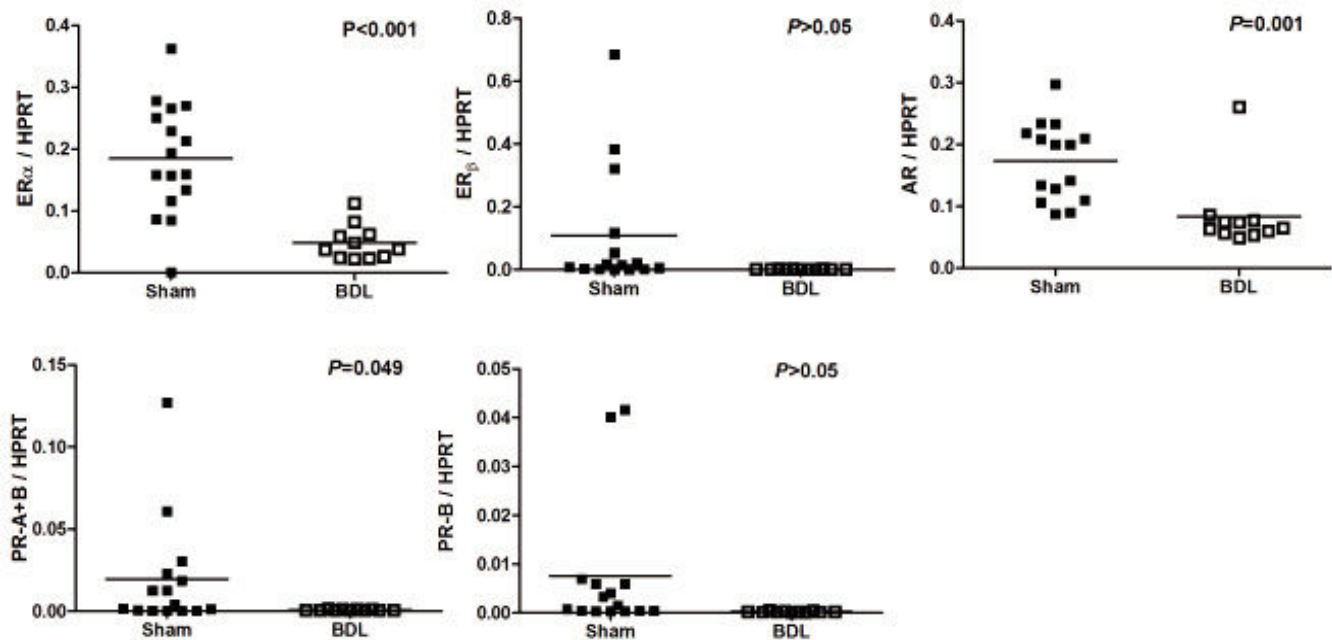 P<0.001
0.4
0.3
0.2
0.1
0.0
ERα / HPRT
Sham
BDL
P>0.05
0.8
0.6
0.4
0.2
0.0
ERβ / HPRT
Sham
BDL
P=0.001
0.4
0.3
0.2
0.1
0.0
AR / HPRT
Sham
BDL
P=0.049
0.15
0.10
0.05
0.00
PR-A+B / HPRT
Sham
BDL
P>0.05
0.05
0.04
0.03
0.02
0.01
0.00
PR-B / HPRT
Sham
BDL